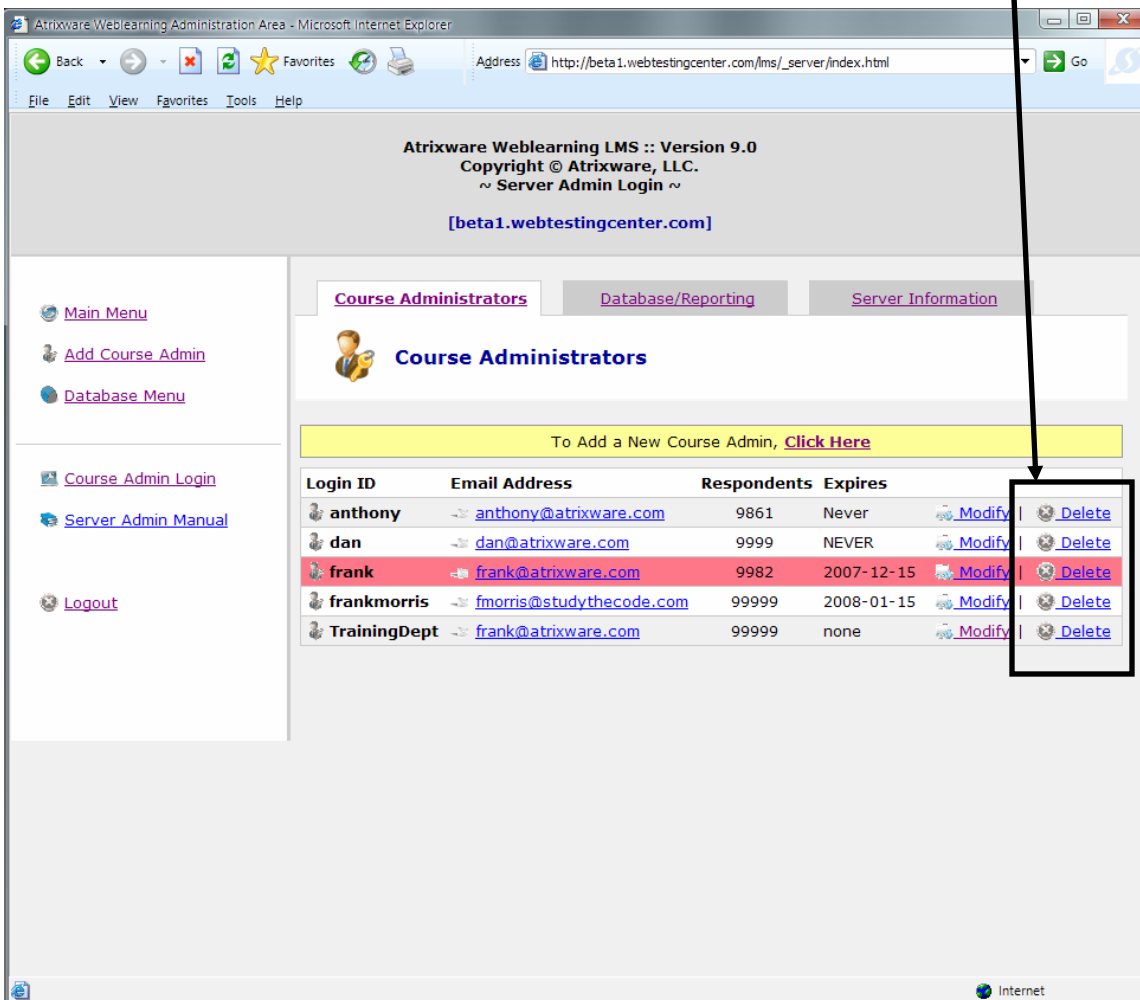 Atrixware Weblearning Administration Area - Microsoft Internet Explorer
Back Favorites Address http://beta1.webtestingcenter.com/lms/_server/index.html Go
File Edit View Favorites Tools Help
Atrixware Weblearning LMS :: Version 9.0
Copyright © Atrixware, LLC.
~ Server Admin Login ~
[beta1.webtestingcenter.com]
Main Menu
Add Course Admin
Database Menu
Course Admin Login
Server Admin Manual
Logout
Course Administrators Database/Reporting Server Information
Course Administrators
To Add a New Course Admin, Click Here
Login ID Email Address Respondents Expires
anthony anthony@atrixware.com 9861 Never Modify | Delete
dan dan@atrixware.com 9999 NEVER Modify | Delete
frank frank@atrixware.com 9982 2007-12-15 Modify | Delete
frankmorris fmorris@studythecode.com 99999 2008-01-15 Modify | Delete
TrainingDept frank@atrixware.com 99999 none Modify | Delete
Internet